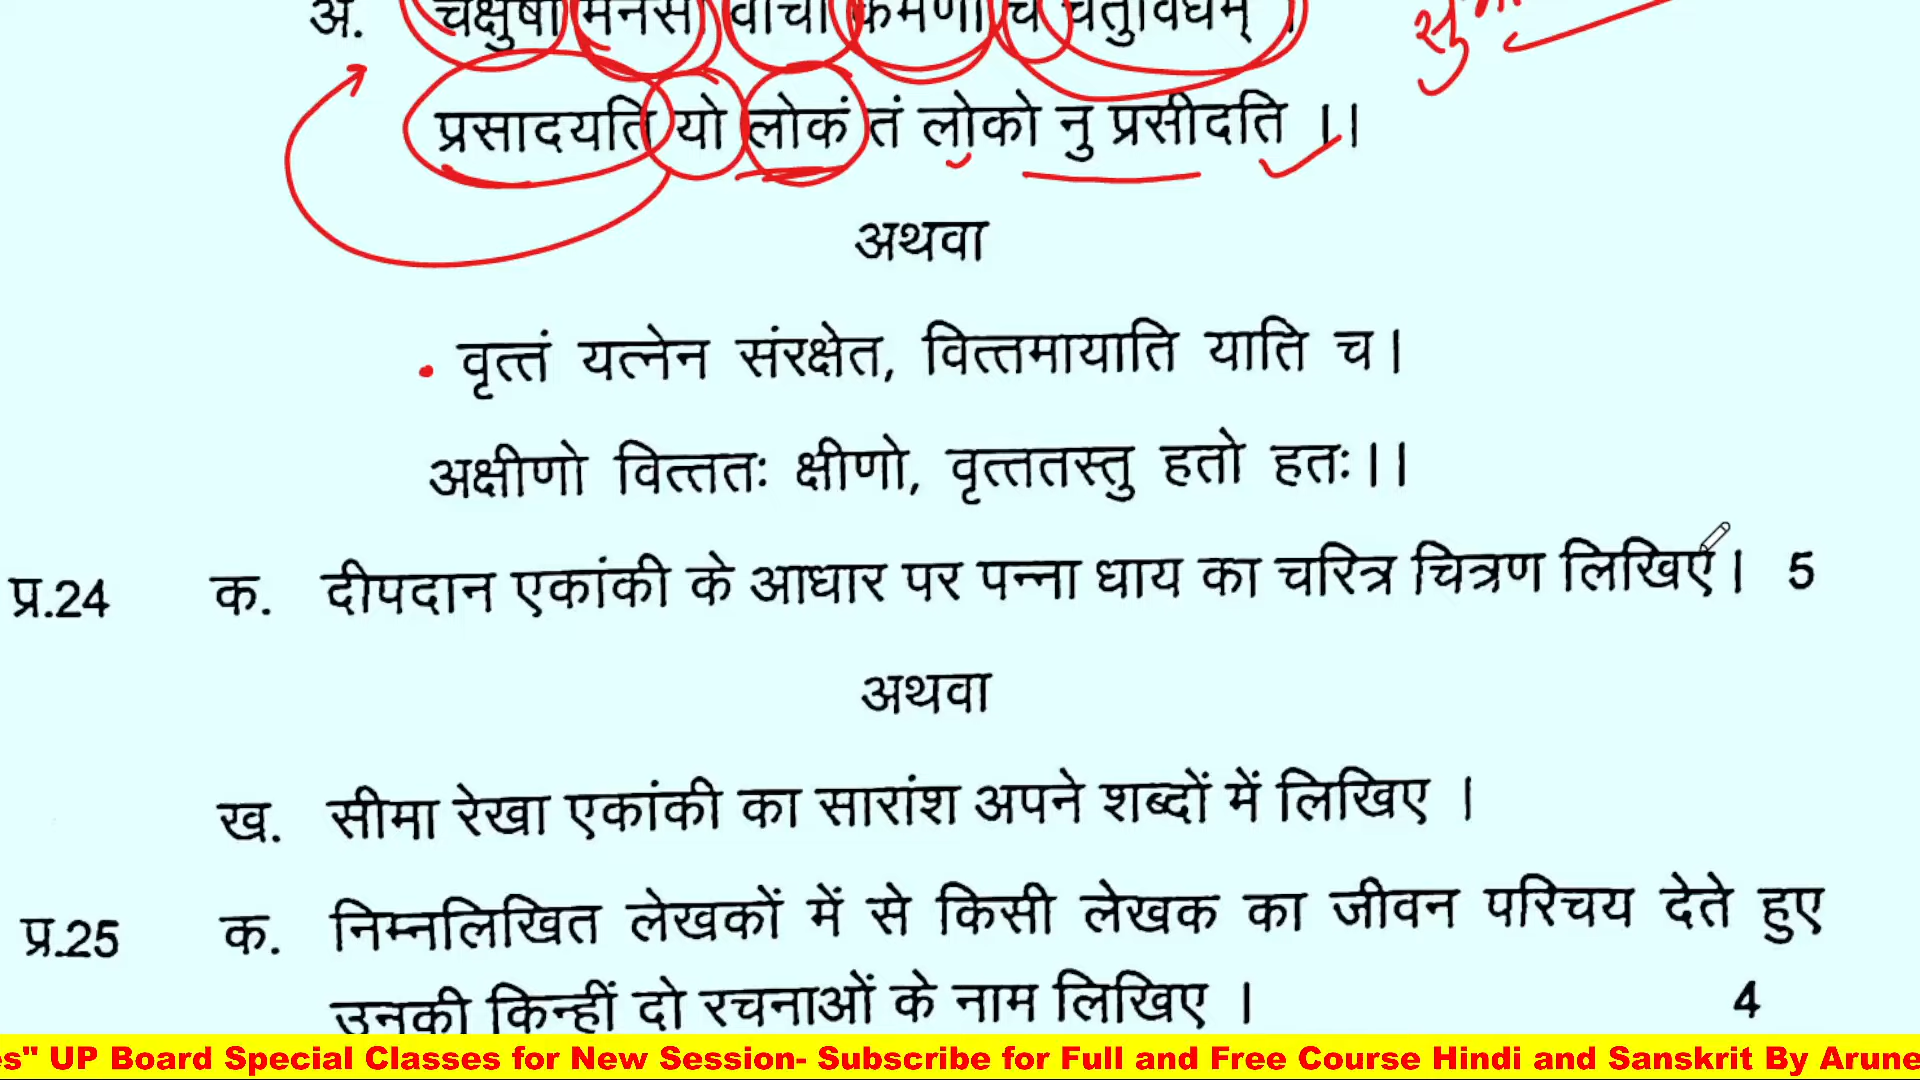 अ. चक्षुषा मनसा वाचा कर्मणा च चतुर्विधम् ।
प्रसादयति यो लोकं तं लोको नु प्रसीदति ।।
अथवा
वृत्तं यत्नेन संरक्षेत, वित्तमायाति याति च।
अक्षीणो वित्ततः क्षीणो, वृत्ततस्तु हतो हतः।।
प्र.24 क. दीपदान एकांकी के आधार पर पन्ना धाय का चरित्र चित्रण लिखिए। 5
अथवा
ख. सीमा रेखा एकांकी का सारांश अपने शब्दों में लिखिए ।
प्र.25 क. निम्नलिखित लेखकों में से किसी लेखक का जीवन परिचय देते हुए
उनकी किन्हीं दो रचनाओं के नाम लिखिए । 4
es" UP Board Special Classes for New Session- Subscribe for Full and Free Course Hindi and Sanskrit By Arune